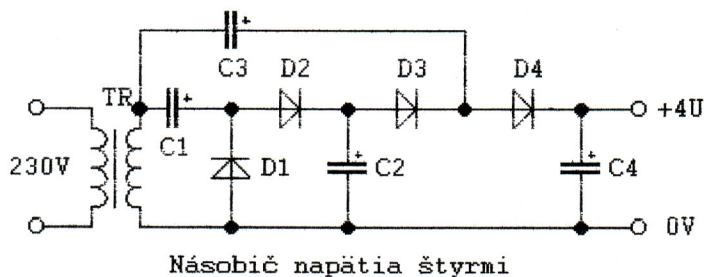 C3
D2
D3
D4
TR
C1
+4U
230V
D1
C2
C4
0V
Násobič napätia štyrmi